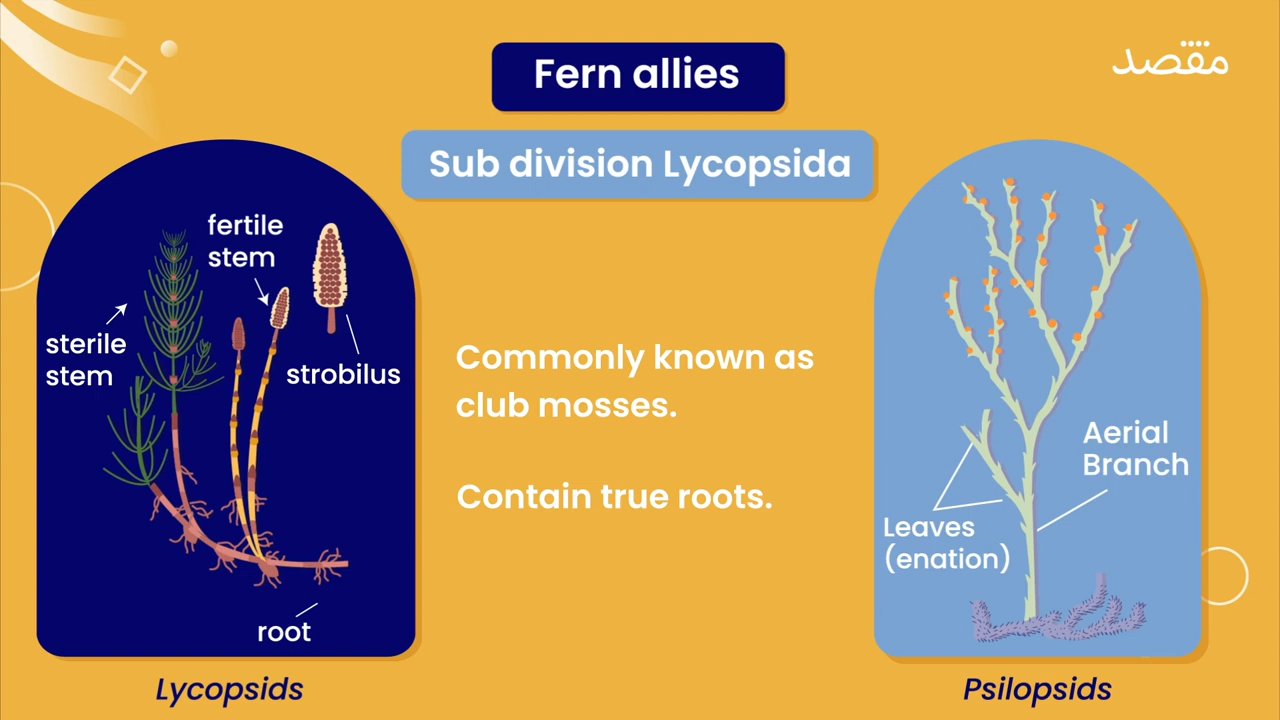 Fern allies
مقصد
Sub division Lycopsida
fertile
stem
sterile
stem
strobilus
root
Lycopsids
Commonly known as
club mosses.
Contain true roots.
Aerial
Branch
Leaves
(enation)
Psilopsids